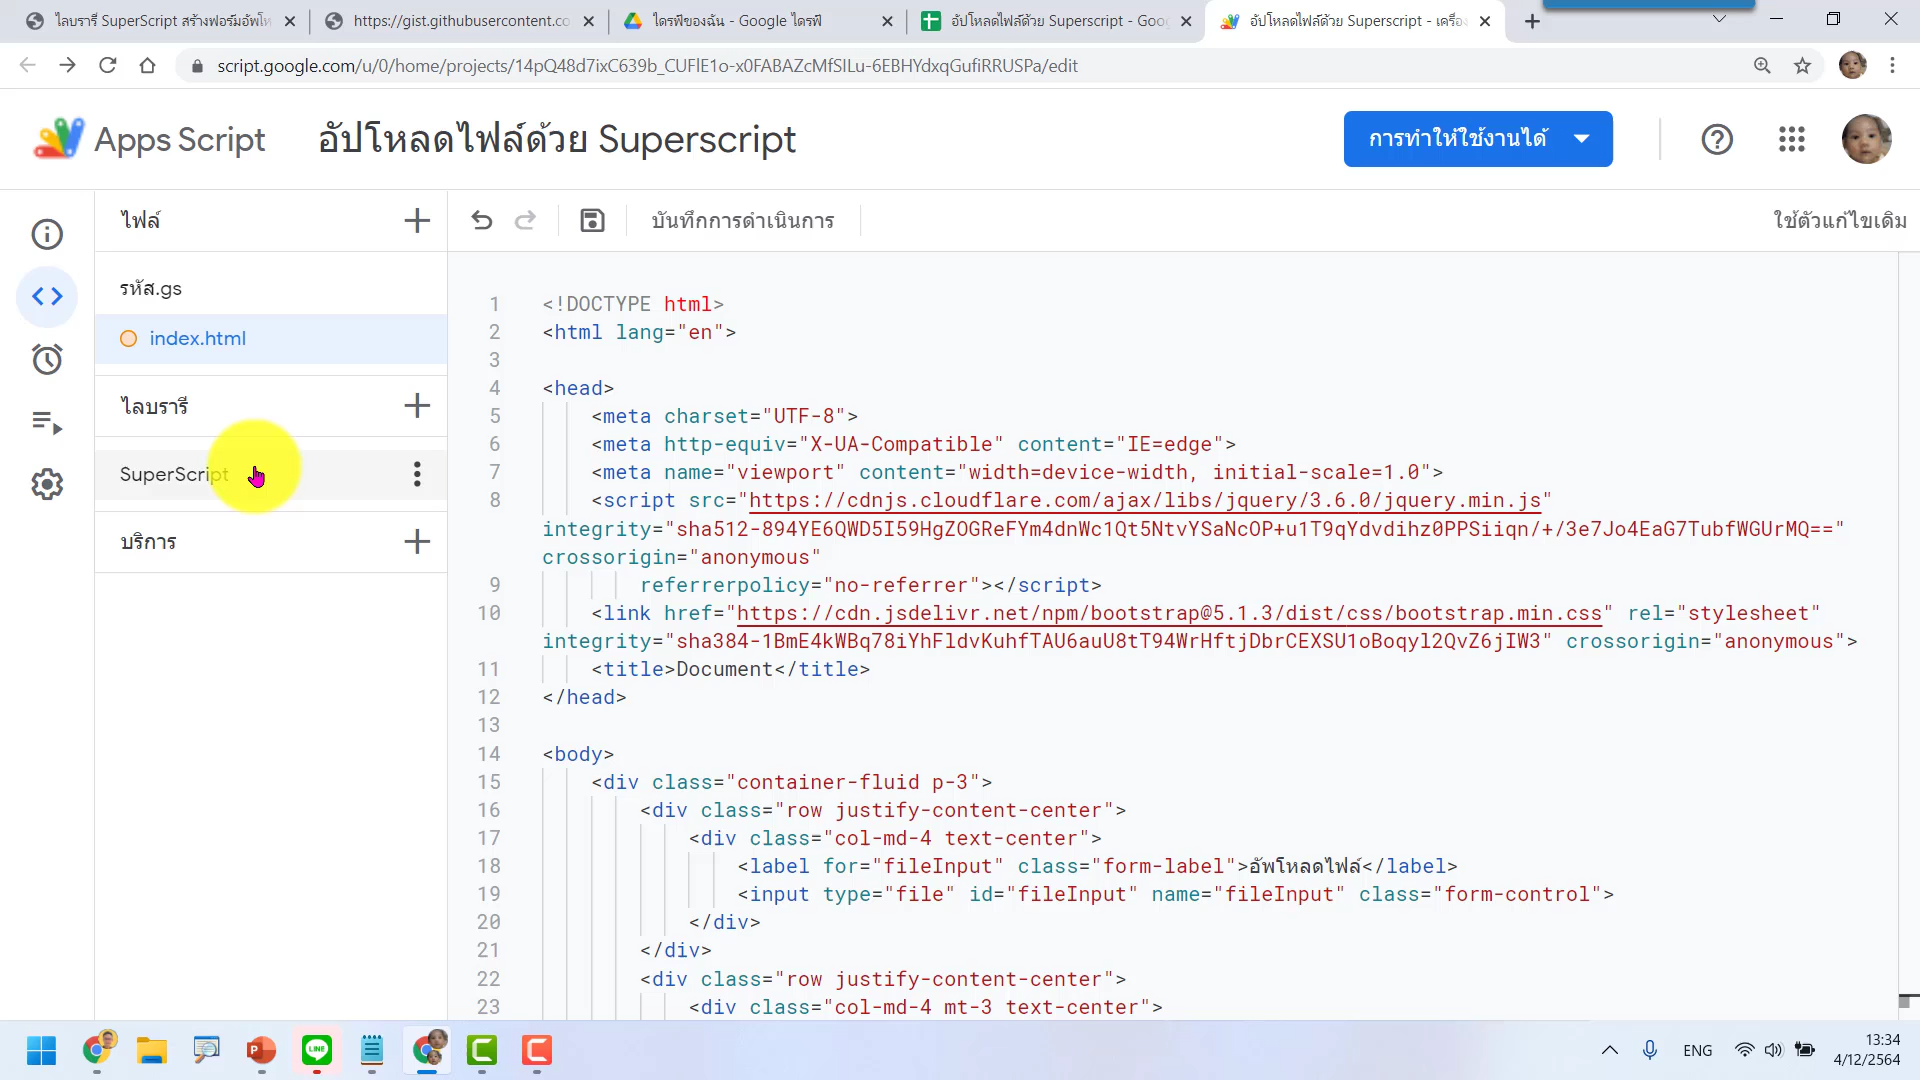 ไลบรารี SuperScript สร้างฟอร์มอัพโห
https://gist.githubusercontent.co
ไดรฟ์ของฉัน - Google ไดรฟ์
อัปโหลดไฟล์ด้วย Superscript - Goog
อัปโหลดไฟล์ด้วย Superscript - เครื่อง
script.google.com/u/0/home/projects/14pQ48d7ixC639b_CUFlE1o-x0FABAZcMfSILu-6EBHYdxqGufiRRUSPa/edit
Apps Script
อัปโหลดไฟล์ด้วย Superscript
การทำให้ใช้งานได้
ไฟล์
บันทึกการดำเนินการ
ใช้ตัวแก้ไขเดิม
รหัส.gs
index.html
ไลบรารี
SuperScript
บริการ
1 <!DOCTYPE html>
2 <html lang="en">
3
4 <head>
5 <meta charset="UTF-8">
6 <meta http-equiv="X-UA-Compatible" content="IE=edge">
7 <meta name="viewport" content="width=device-width, initial-scale=1.0">
8 <script src="https://cdnjs.cloudflare.com/ajax/libs/jquery/3.6.0/jquery.min.js"
integrity="sha512-894YE6QWD5I59HgZOGReFYm4dnWc1Qt5NtvYSaNcOP+u1T9qYdvdihz0PPSiiqn/+/3e7Jo4EaG7TubfWGUrMQ=="
crossorigin="anonymous"
9 referrerpolicy="no-referrer"></script>
10 <link href="https://cdn.jsdelivr.net/npm/bootstrap@5.1.3/dist/css/bootstrap.min.css" rel="stylesheet"
integrity="sha384-1BmE4kWBq78iYhFldvKuhfTAU6auU8tT94WrHftjDbrCEXSU1oBoqyl2QvZ6jIW3" crossorigin="anonymous">
11 <title>Document</title>
12 </head>
13
14 <body>
15 <div class="container-fluid p-3">
16 <div class="row justify-content-center">
17 <div class="col-md-4 text-center">
18 <label for="fileInput" class="form-label">อัพโหลดไฟล์</label>
19 <input type="file" id="fileInput" name="fileInput" class="form-control">
20 </div>
21 </div>
22 <div class="row justify-content-center">
23 <div class="col-md-4 mt-3 text-center">
LINE
ENG
13:34
4/12/2564